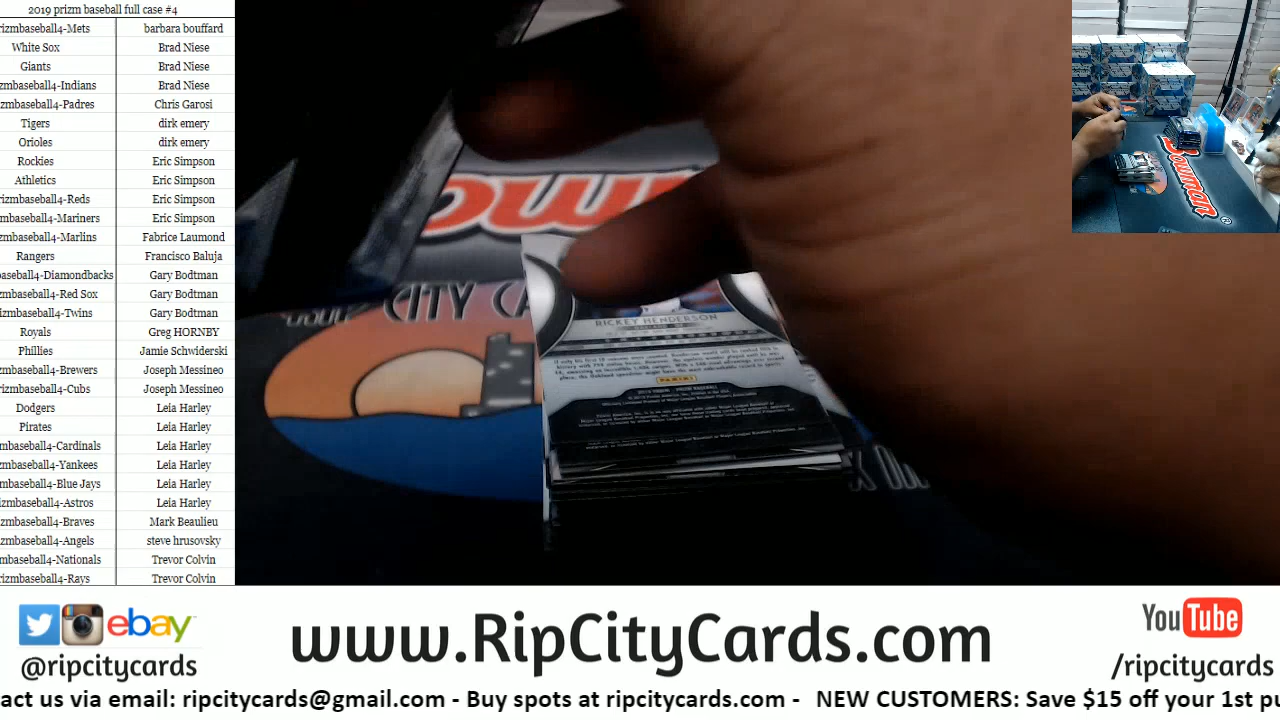 2019 prizm baseball full case #4
rizmbaseball4-Mets barbara bouffard
White Sox Brad Niese
Giants Brad Niese
zmbaseball4-Indians Brad Niese
zmbaseball4-Padres Chris Garosi
Tigers dirk emery
Orioles dirk emery
Rockies Eric Simpson
Athletics Eric Simpson
rizmbaseball4-Reds Eric Simpson
mbaseball4-Mariners Eric Simpson
zmbaseball4-Marlins Fabrice Laumond
Rangers Francisco Baluja
baseball4-Diamondbacks Gary Bodtman
zmbaseball4-Red Sox Gary Bodtman
izmbaseball4-Twins Gary Bodtman
Royals Greg HORNBY
Phillies Jamie Schwiderski
zmbaseball4-Brewers Joseph Messineo
izmbaseball4-Cubs Joseph Messineo
Dodgers Leia Harley
Pirates Leia Harley
mbaseball4-Cardinals Leia Harley
zmbaseball4-Yankees Leia Harley
mbaseball4-Blue Jays Leia Harley
izmbaseball4-Astros Leia Harley
zmbaseball4-Braves Mark Beaulieu
zmbaseball4-Angels steve hrusovsky
mbaseball4-Nationals Trevor Colvin
rizmbaseball4-Rays Trevor Colvin
CITY CA
RICKEY HENDERSON
PANINI
Bowman
ebay
@ripcitycards
www.RipCityCards.com
YouTube
/ripcitycards
act us via email: ripcitycards@gmail.com - Buy spots at ripcitycards.com - NEW CUSTOMERS: Save $15 off your 1st pu